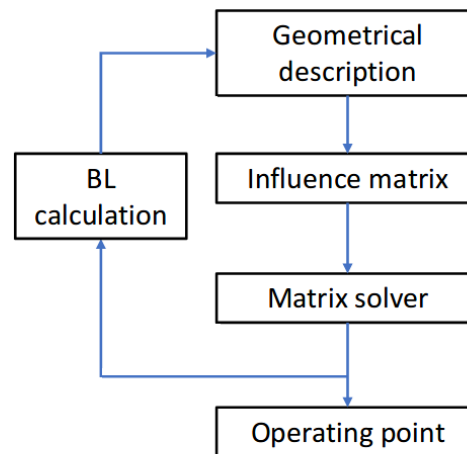 Geometrical
description
BL
calculation
Influence matrix
Matrix solver
Operating point